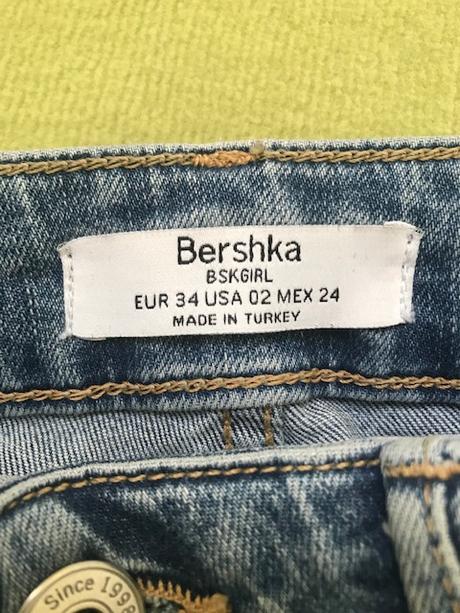 Bershka
BSKGIRL
EUR 34 USA 02 MEX 24
MADE IN TURKEY
Since 1998